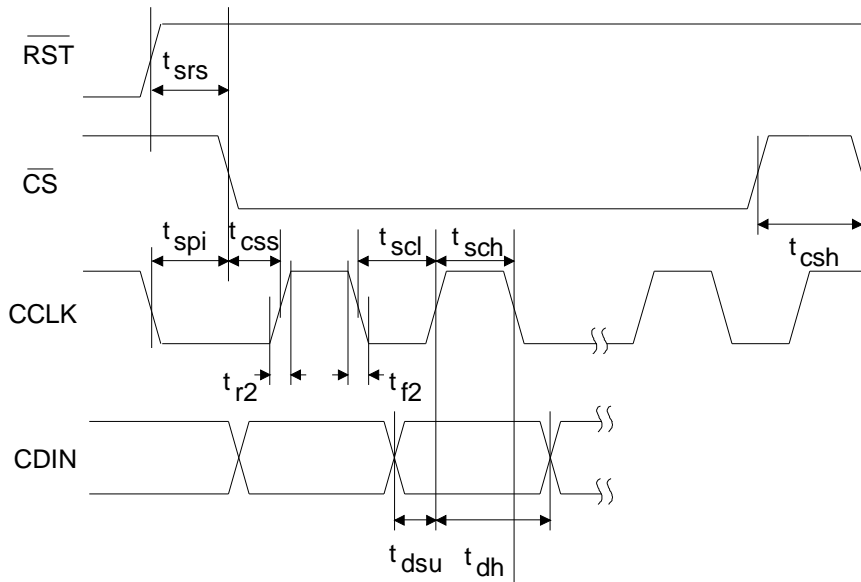 RST
t srs
CS
t spi
t css
t scl
t sch
t csh
CCLK
t r2
t f2
CDIN
t dsu
t dh